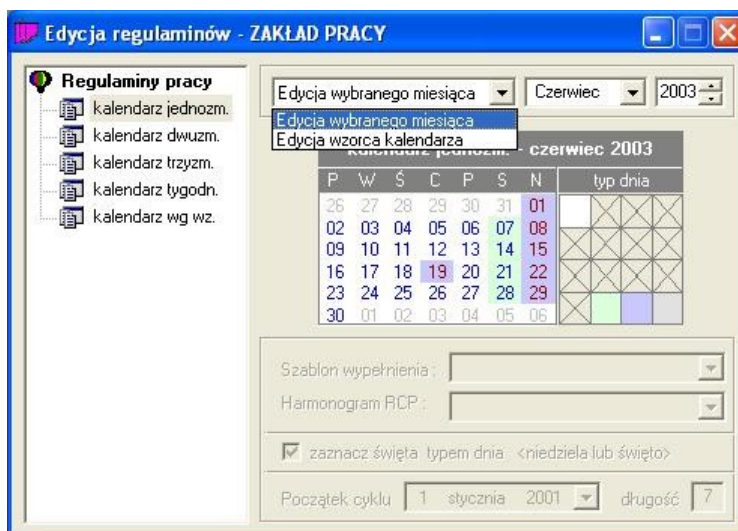 Edycja regulaminów - ZAKŁAD PRACY
Regulaminy pracy
kalendarz jednozm.
kalendarz dwuzm.
kalendarz trzyzm.
kalendarz tygodn.
kalendarz wg wz.
Edycja wybranego miesiąca Czerwiec 2003
Edycja wybranego miesiąca
Edycja wzorca kalendarza
kalendarz jednozm. - czerwiec 2003
P W Ś C P S N typ dnia
26 27 28 29 30 31 01
02 03 04 05 06 07 08
09 10 11 12 13 14 15
16 17 18 19 20 21 22
23 24 25 26 27 28 29
30 01 02 03 04 05 06
Szablon wypełnienia :
Harmonogram RCP :
zaznacz święta typem dnia <niedziela lub święto>
Początek cyklu 1 stycznia 2001 długość 7